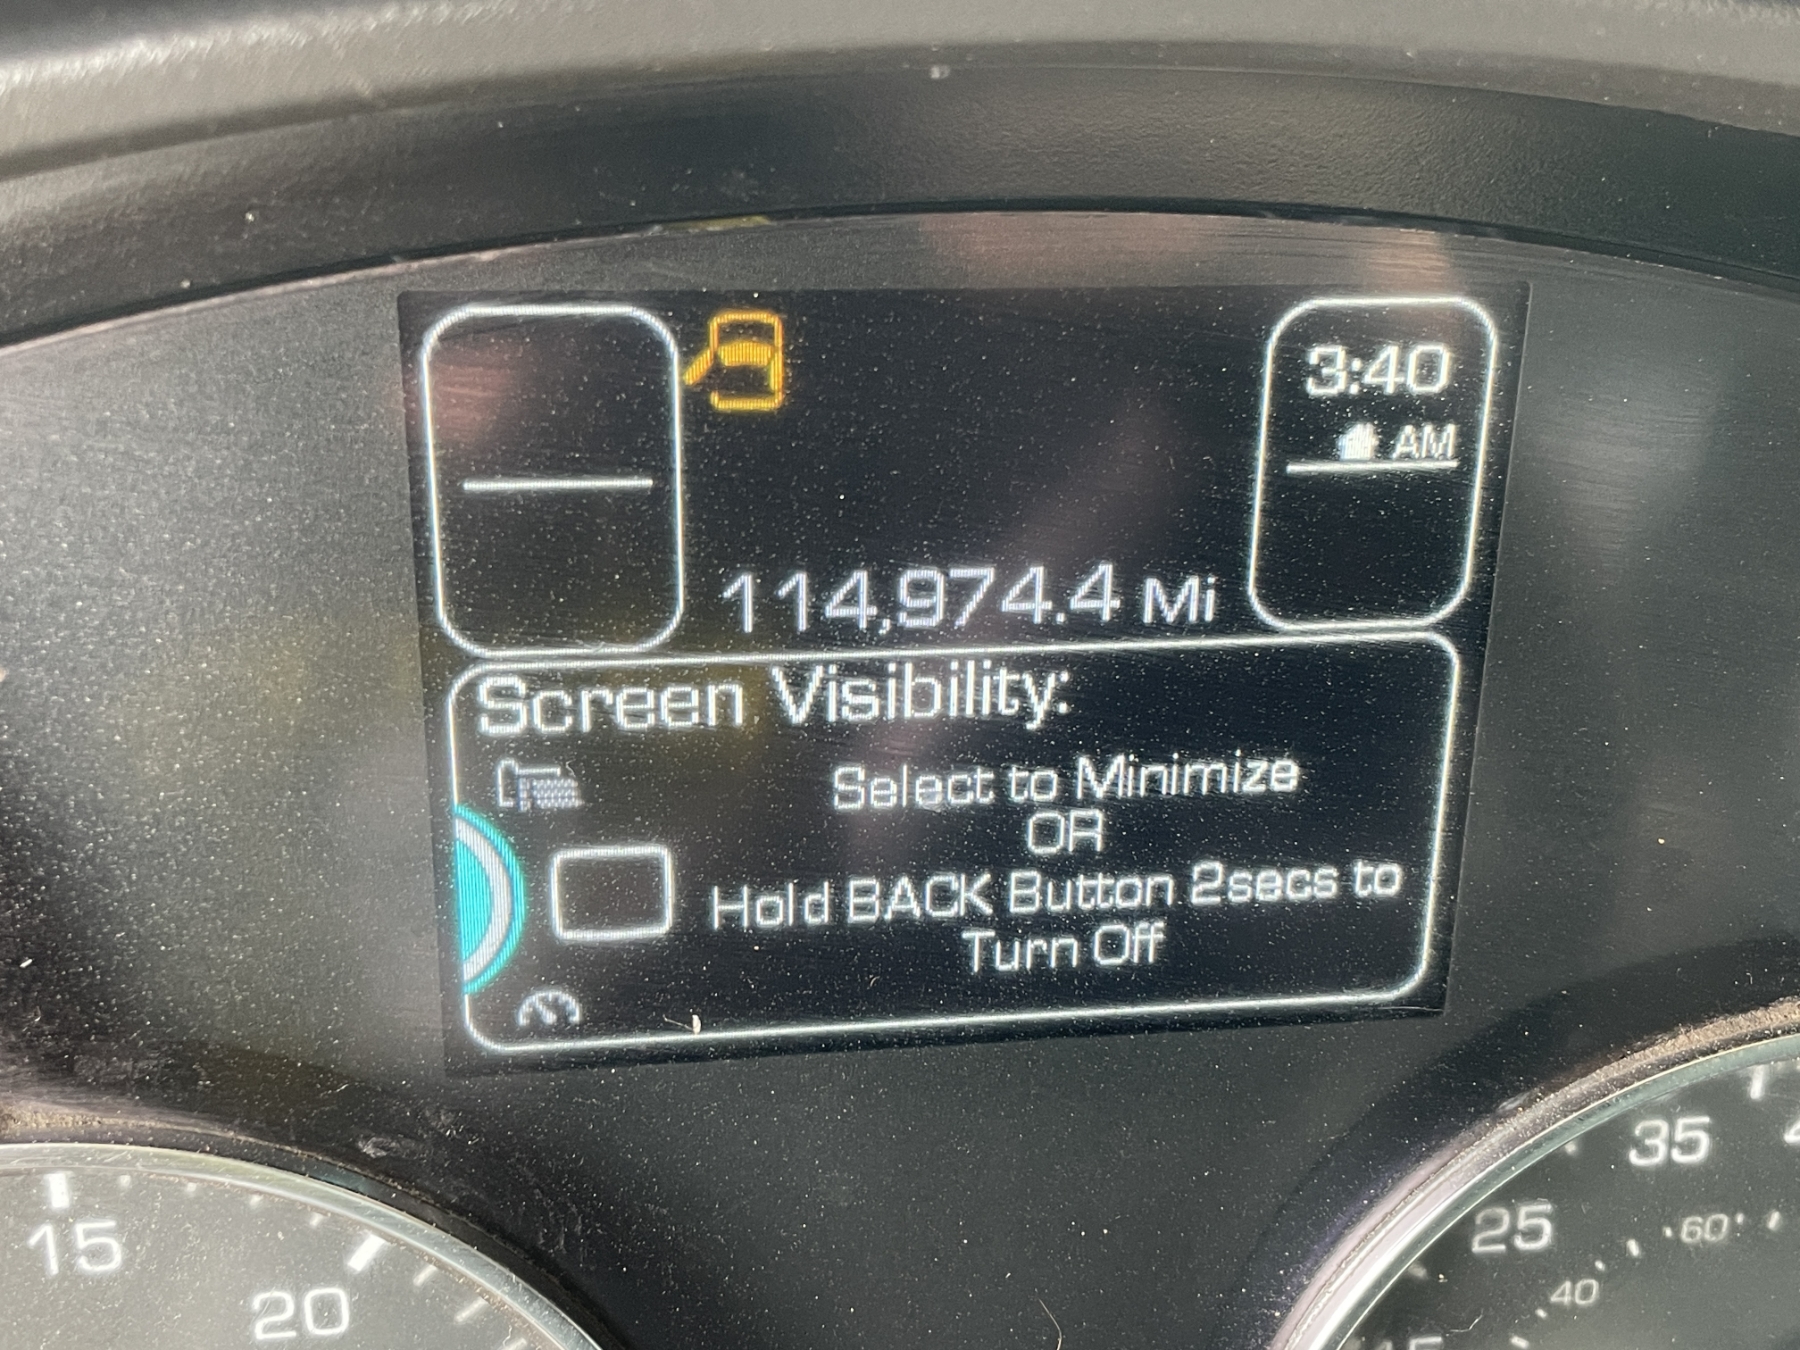 3:40
AM
114,974.4 Mi
Screen Visibility:
Select to Minimize
OR
Hold BACK Button 2secs to
Turn Off
15
20
25
35
40
60